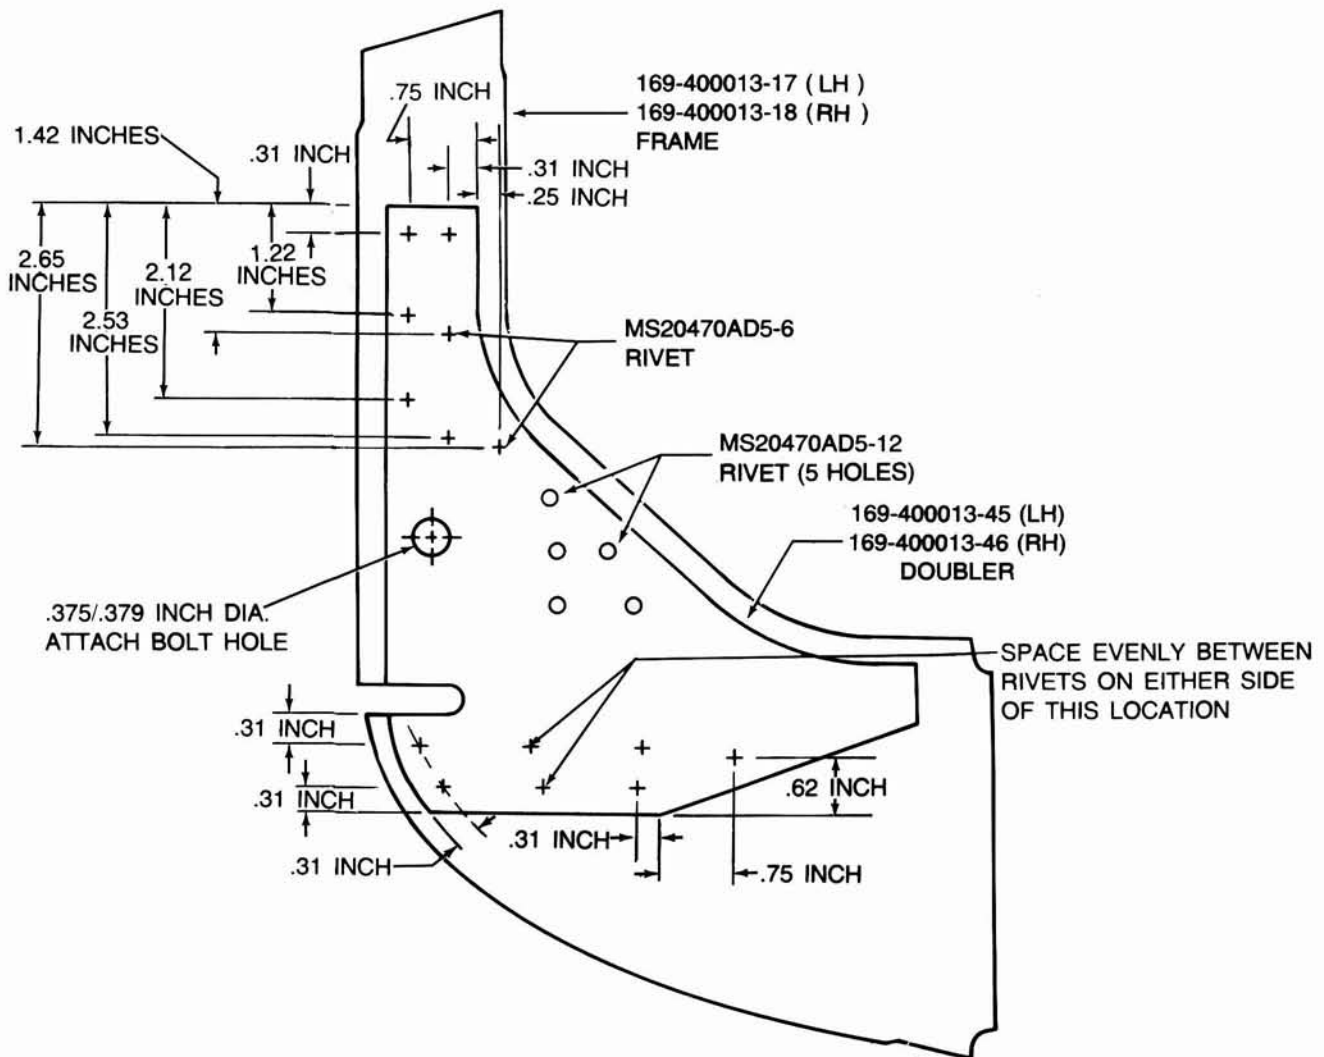 169-400013-17 (LH )
169-400013-18 (RH )
FRAME
.75 INCH
1.42 INCHES
.31 INCH
.31 INCH
.25 INCH
2.65
INCHES
2.53
INCHES
2.12
INCHES
1.22
INCHES
MS20470AD5-6
RIVET
MS20470AD5-12
RIVET (5 HOLES)
169-400013-45 (LH)
169-400013-46 (RH)
DOUBLER
.375/.379 INCH DIA.
ATTACH BOLT HOLE
SPACE EVENLY BETWEEN
RIVETS ON EITHER SIDE
OF THIS LOCATION
.31 INCH
.31 INCH
.31 INCH
.31 INCH
.62 INCH
.75 INCH